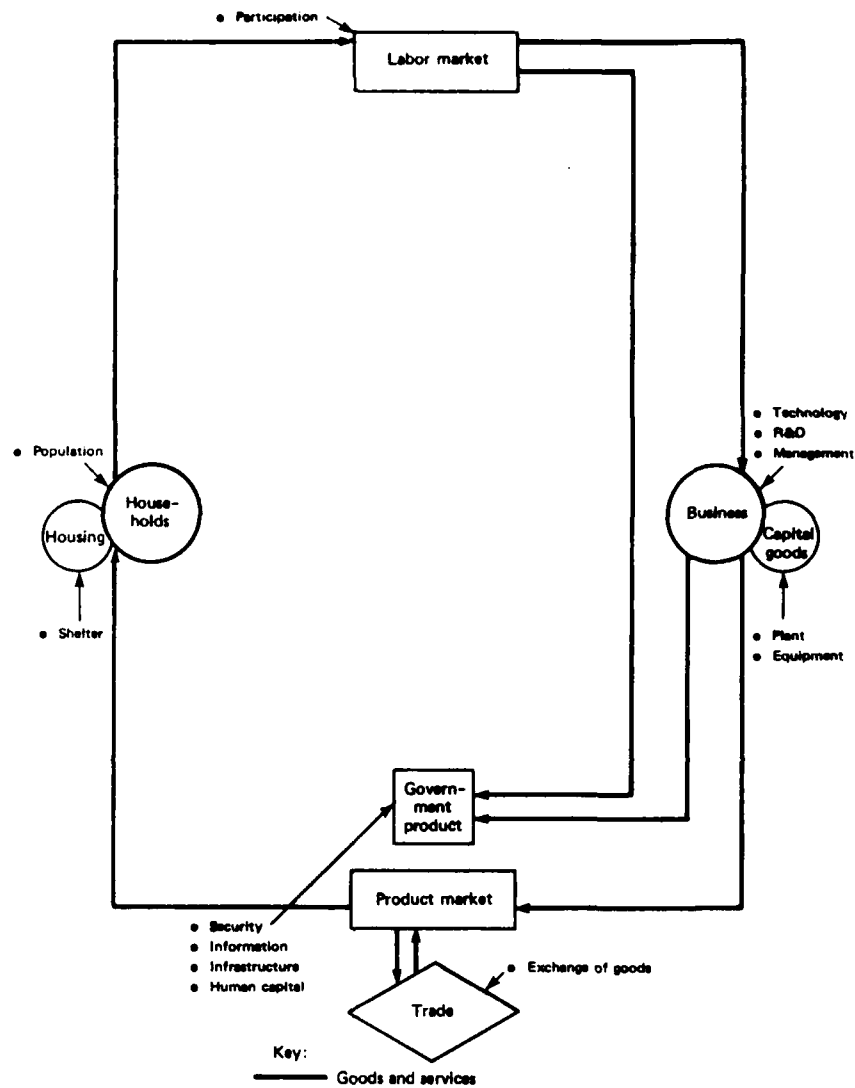 • Participation
Labor market
• Technology
• R&D
• Management
• Population
House-
holds
Housing
Business
Capital
goods
• Shelter
• Plant
• Equipment
Govern-
ment
product
Product market
• Security
• Information
• Infrastructure
• Human capital
• Exchange of goods
Trade
Key:
Goods and services